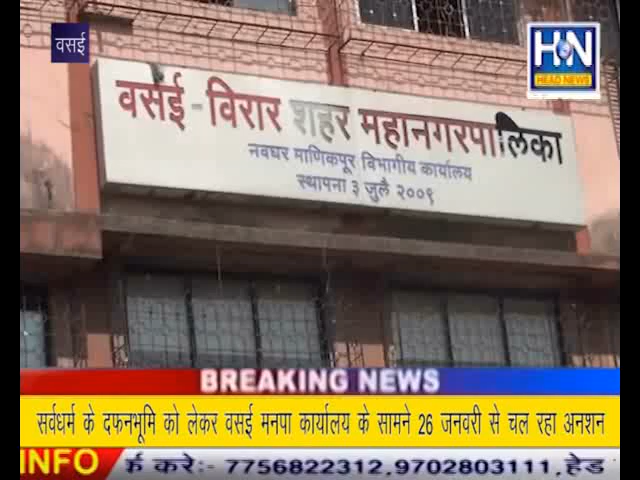 वसई
HN
HEAD NEWS
वसई-विरार शहर महानगरपालिका
नवघर माणिकपूर विभागीय कार्यालय
स्थापना ३ जुलै २००९
BREAKING NEWS
सर्वधर्म के दफनभूमि को लेकर वसई मनपा कार्यालय के सामने 26 जनवरी से चल रहा अनशन
INFO
र्क करे:- 7756822312,9702803111,हेड